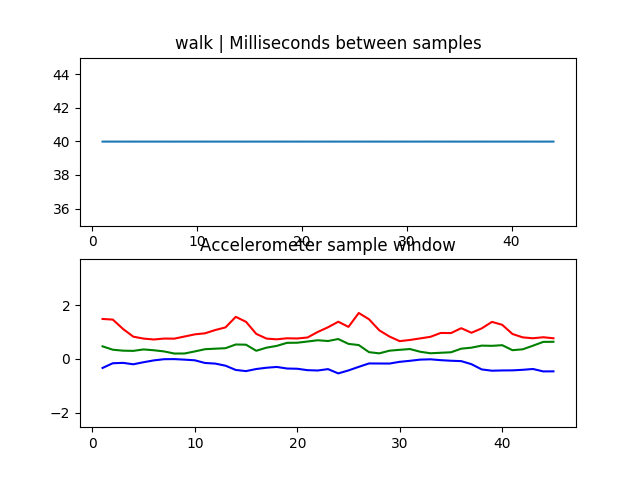 walk | Milliseconds between samples
44
42
40
38
36
0 10 20 30 40
Accelerometer sample window
2
0
−2
0 10 20 30 40